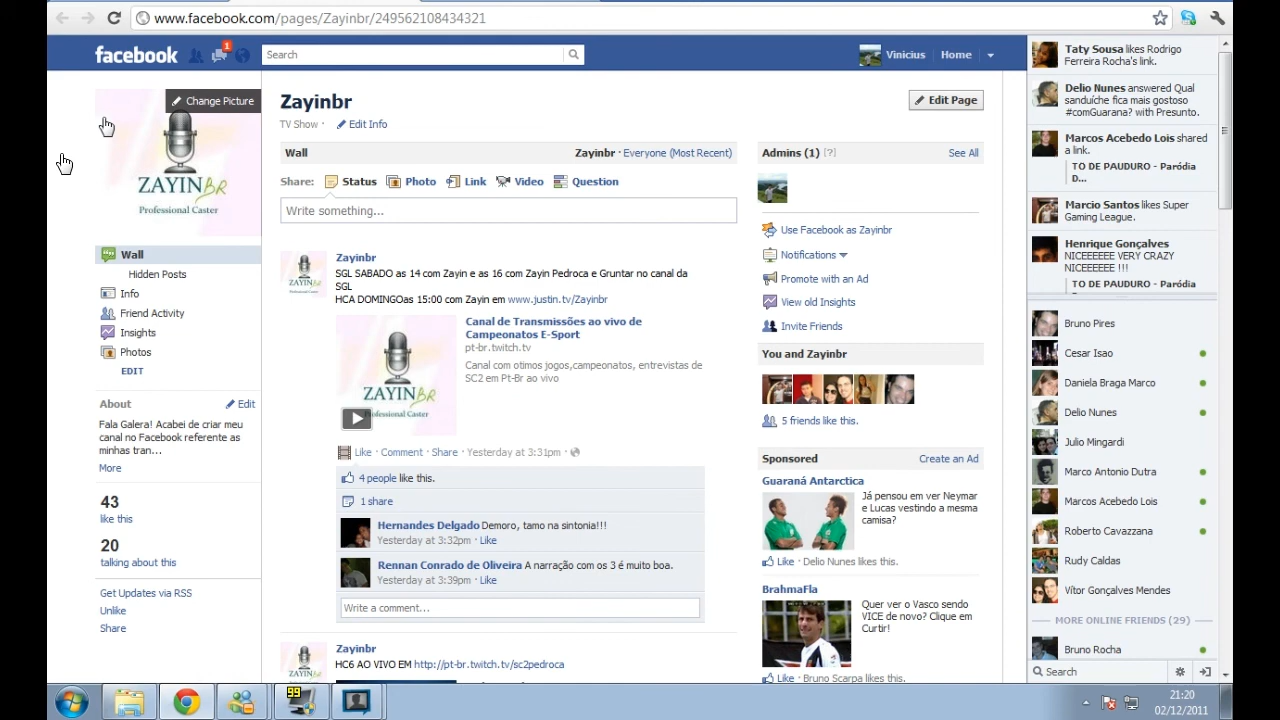 www.facebook.com/pages/Zayinbr/249562108434321
facebook
1
Search
Vinicius
Home
Change Picture
ZAYINBR
Professional Caster
Wall
Hidden Posts
Info
Friend Activity
Insights
Photos
EDIT
About
Edit
Fala Galera! Acabei de criar meu
canal no Facebook referente as
minhas tran...
More
43
like this
20
talking about this
Get Updates via RSS
Unlike
Share
Zayinbr
Edit Page
TV Show ·
Edit Info
Wall
Zayinbr · Everyone (Most Recent)
Share:
Status
Photo
Link
Video
Question
Write something...
Zayinbr
SGL SABADO as 14 com Zayin e as 16 com Zayin Pedroca e Gruntar no canal da
SGL
HCA DOMINGOas 15:00 com Zayin em www.justin.tv/Zayinbr
ZAYINBR
Professional Caster
Canal de Transmissões ao vivo de
Campeonatos E-Sport
pt-br.twitch.tv
Canal com otimos jogos,campeonatos, entrevistas de
SC2 em Pt-Br ao vivo
Like · Comment · Share · Yesterday at 3:31pm ·
4 people like this.
1 share
Hernandes Delgado Demoro, tamo na sintonia!!!
Yesterday at 3:32pm · Like
Rennan Conrado de Oliveira A narração com os 3 é muito boa.
Yesterday at 3:39pm · Like
Write a comment...
Zayinbr
HC6 AO VIVO EM http://pt-br.twitch.tv/sc2pedroca
Admins (1) [?]
See All
Use Facebook as Zayinbr
Notifications
Promote with an Ad
View old Insights
Invite Friends
You and Zayinbr
5 friends like this.
Sponsored
Create an Ad
Guaraná Antarctica
Já pensou em ver Neymar
e Lucas vestindo a mesma
camisa?
Like · Delio Nunes likes this.
BrahmaFla
Quer ver o Vasco sendo
VICE de novo? Clique em
Curtir!
Like · Bruno Scarpa likes this.
Taty Sousa likes Rodrigo
Ferreira Rocha's link.
Delio Nunes answered Qual
sanduíche fica mais gostoso
#comGuarana? with Presunto.
Marcos Acebedo Lois shared
a link.
TO DE PAUDURO - Paródia
D...
Marcio Santos likes Super
Gaming League.
Henrique Gonçalves
NICEEEEEE VERY CRAZY
NICEEEEEE !!!
TO DE PAUDURO - Paródia
Bruno Pires
Cesar Isao
Daniela Braga Marco
Delio Nunes
Julio Mingardi
Marco Antonio Dutra
Marcos Acebedo Lois
Roberto Cavazzana
Rudy Caldas
Vítor Gonçalves Mendes
MORE ONLINE FRIENDS (29)
Bruno Rocha
Search
99
21:20
02/12/2011